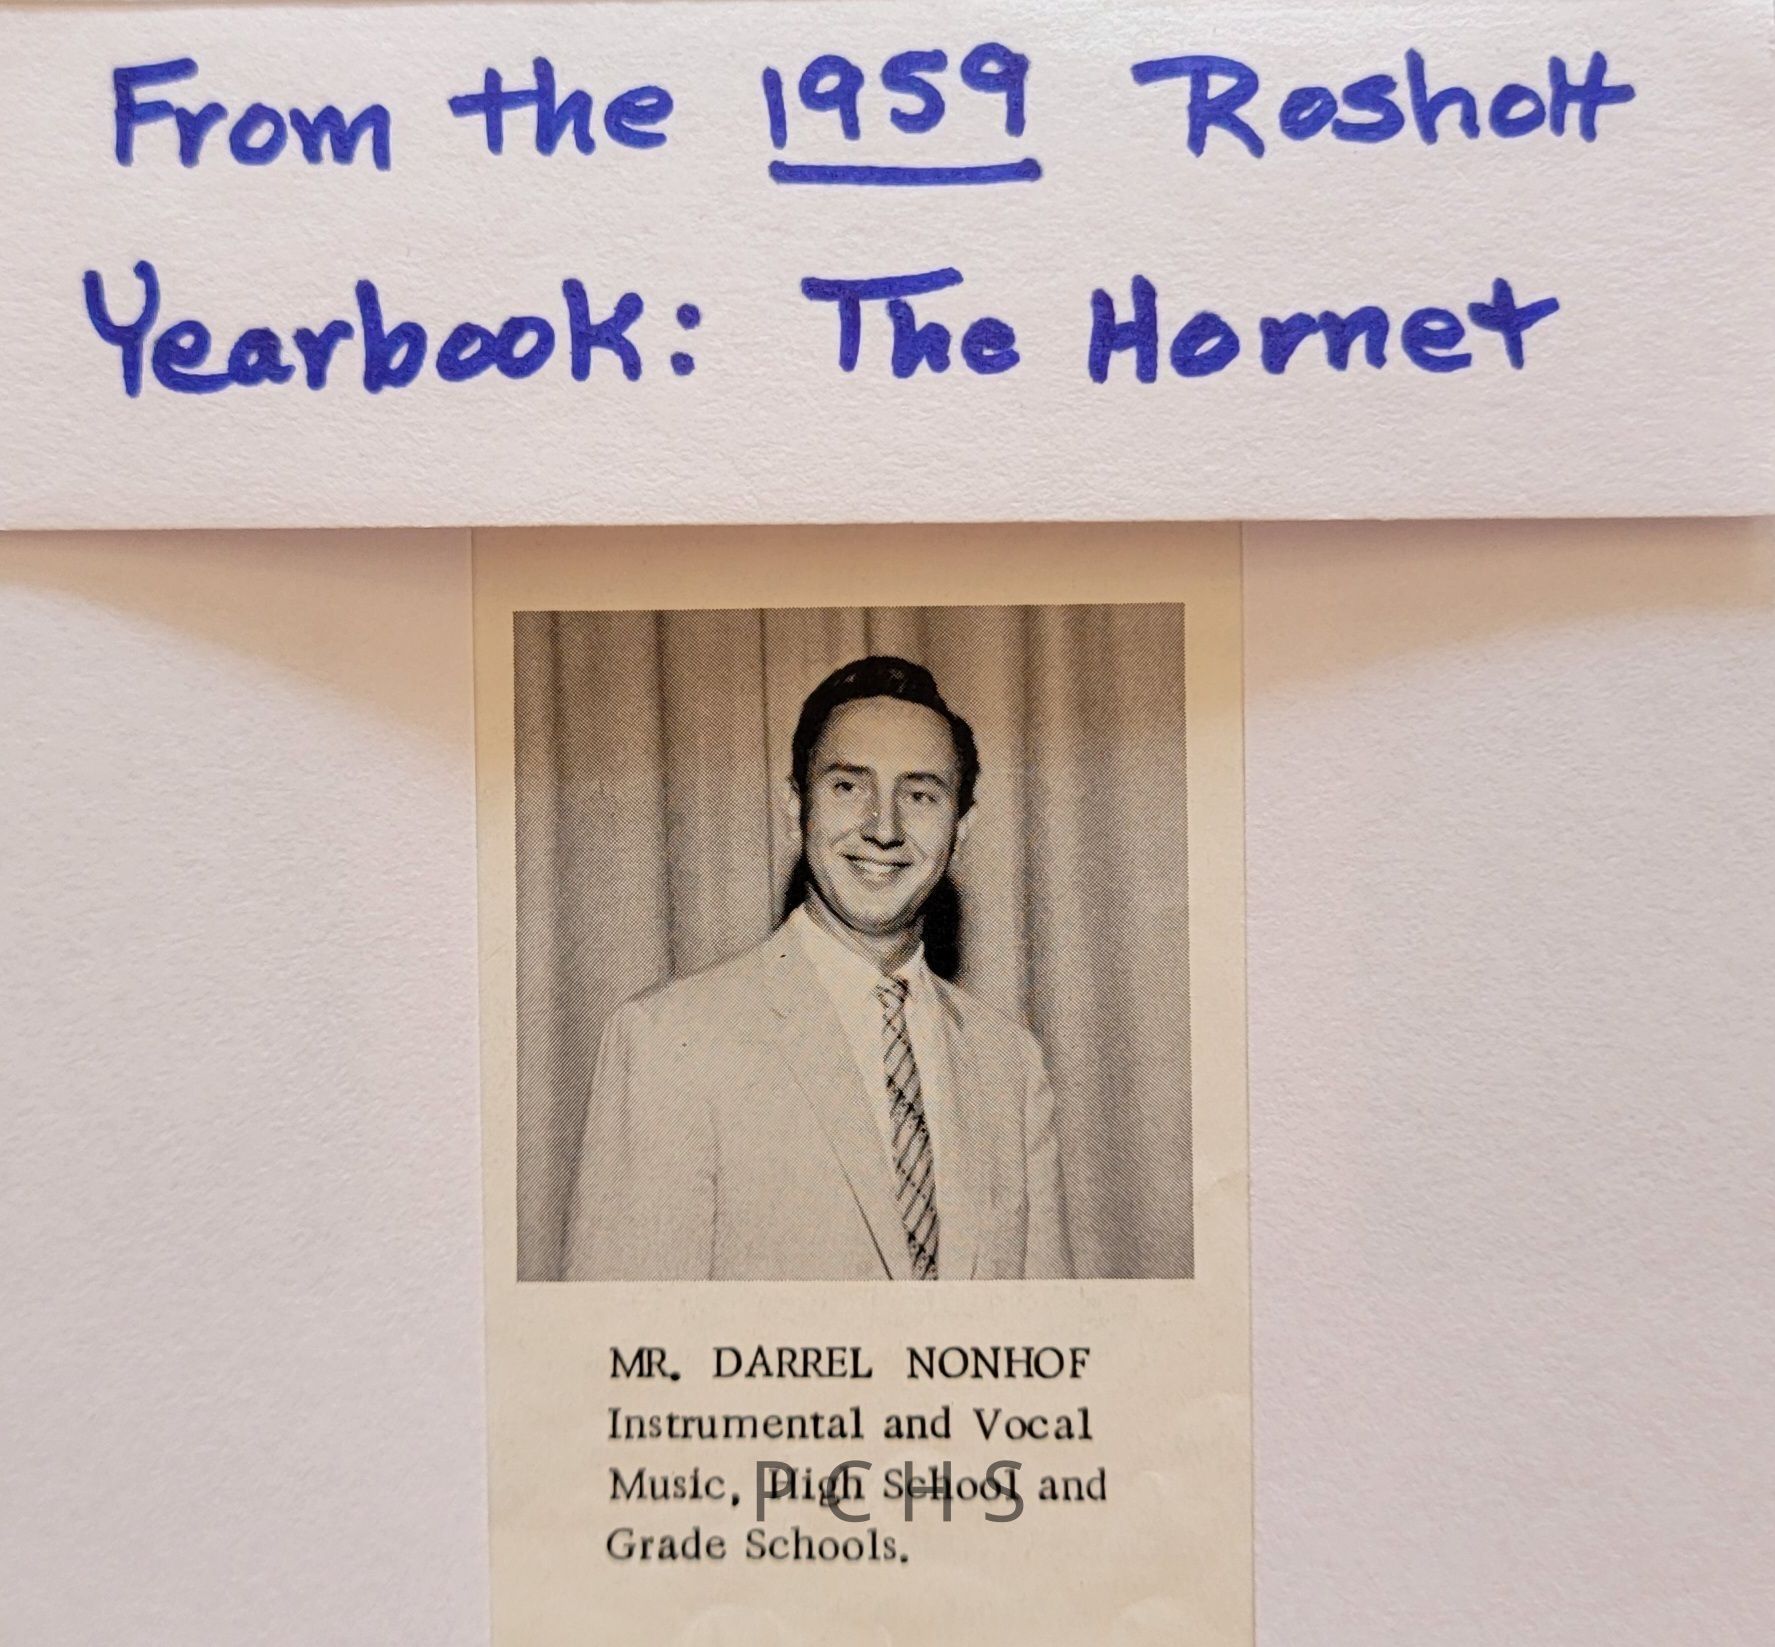 From the 1959 Rosholt
Yearbook: The Hornet
MR. DARREL NONHOF
Instrumental and Vocal
Music, High School and
Grade Schools.
PCHS